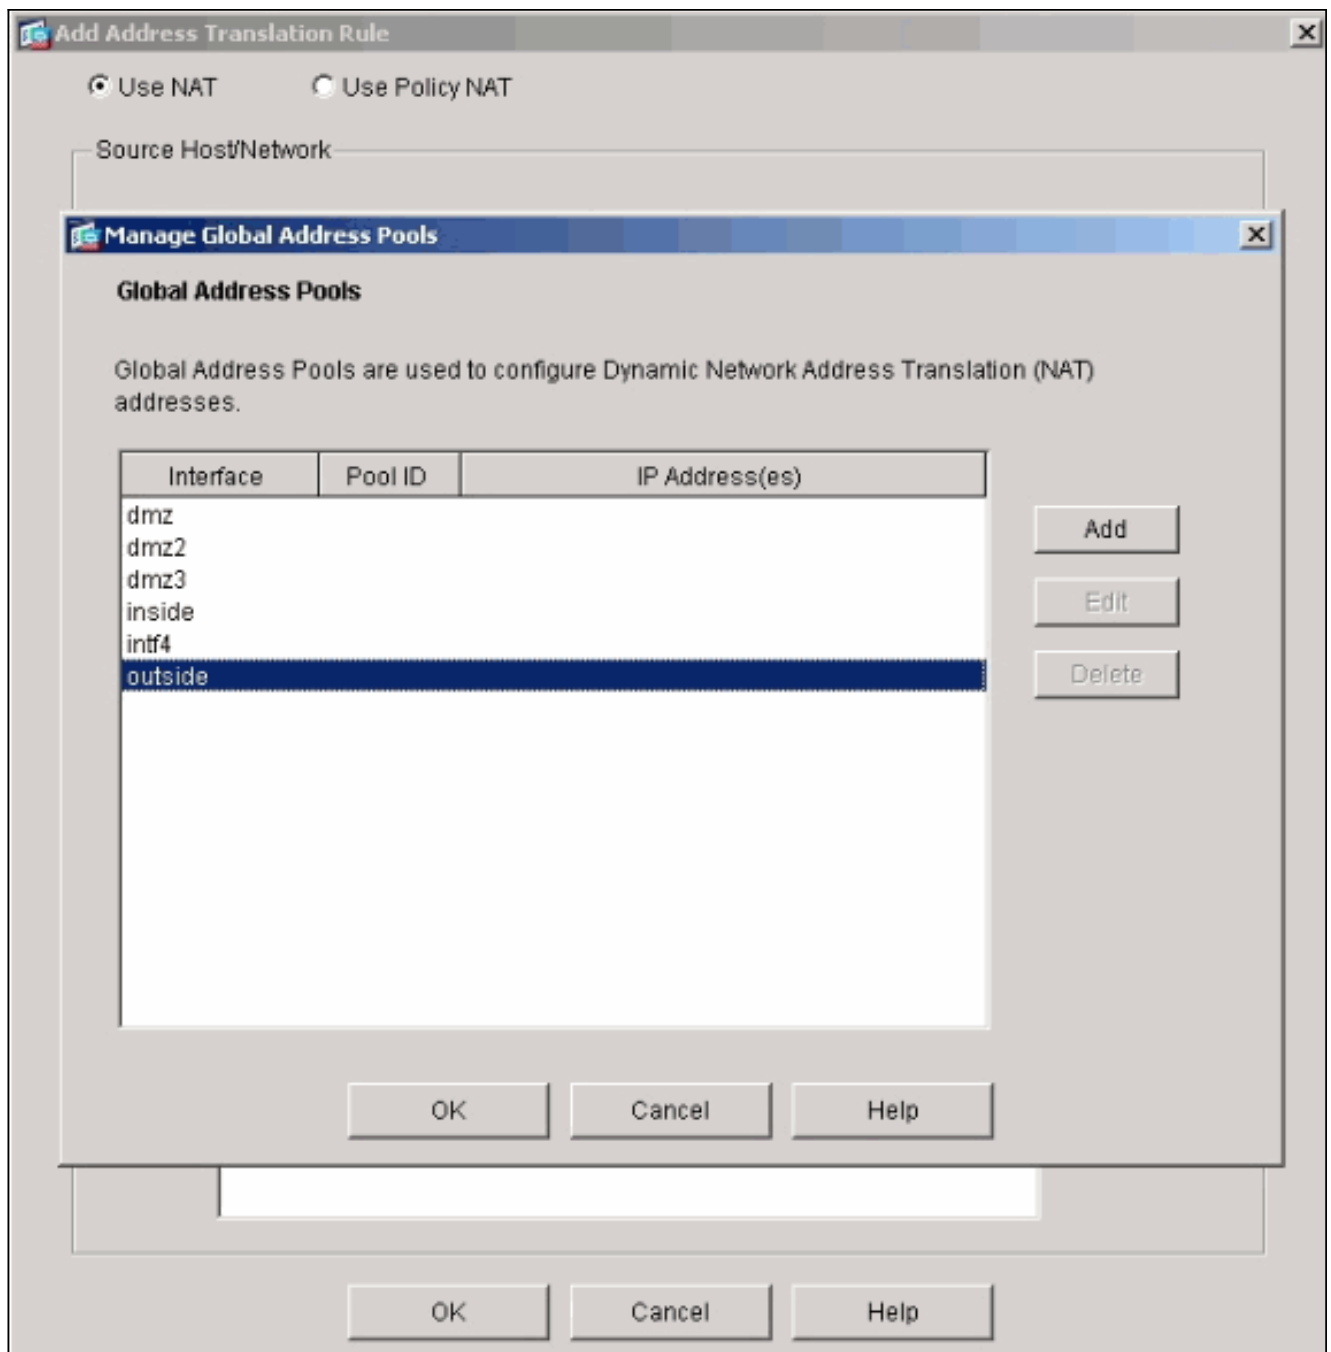 Add Address Translation Rule
Use NAT Use Policy NAT
Source Host/Network
Manage Global Address Pools
Global Address Pools
Global Address Pools are used to configure Dynamic Network Address Translation (NAT)
addresses.
Interface Pool ID IP Address(es)
dmz
dmz2
dmz3
inside
intf4
outside
Add
Edit
Delete
OK Cancel Help
OK Cancel Help